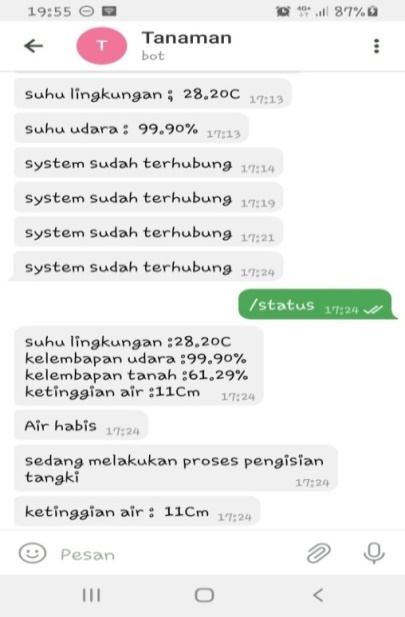 19:55 87%
T
Tanaman
bot
suhu lingkungan : 28.20C 17:13
suhu udara : 99.90% 17:13
system sudah terhubung 17:14
system sudah terhubung 17:19
system sudah terhubung 17:21
system sudah terhubung 17:24
/status 17:24
suhu lingkungan :28.20C
kelembapan udara :99.90%
kelembapan tanah :61.29%
ketinggian air :11Cm 17:24
Air habis 17:24
sedang melakukan proses pengisian
tangki 17:24
ketinggian air : 11Cm 17:24
Pesan